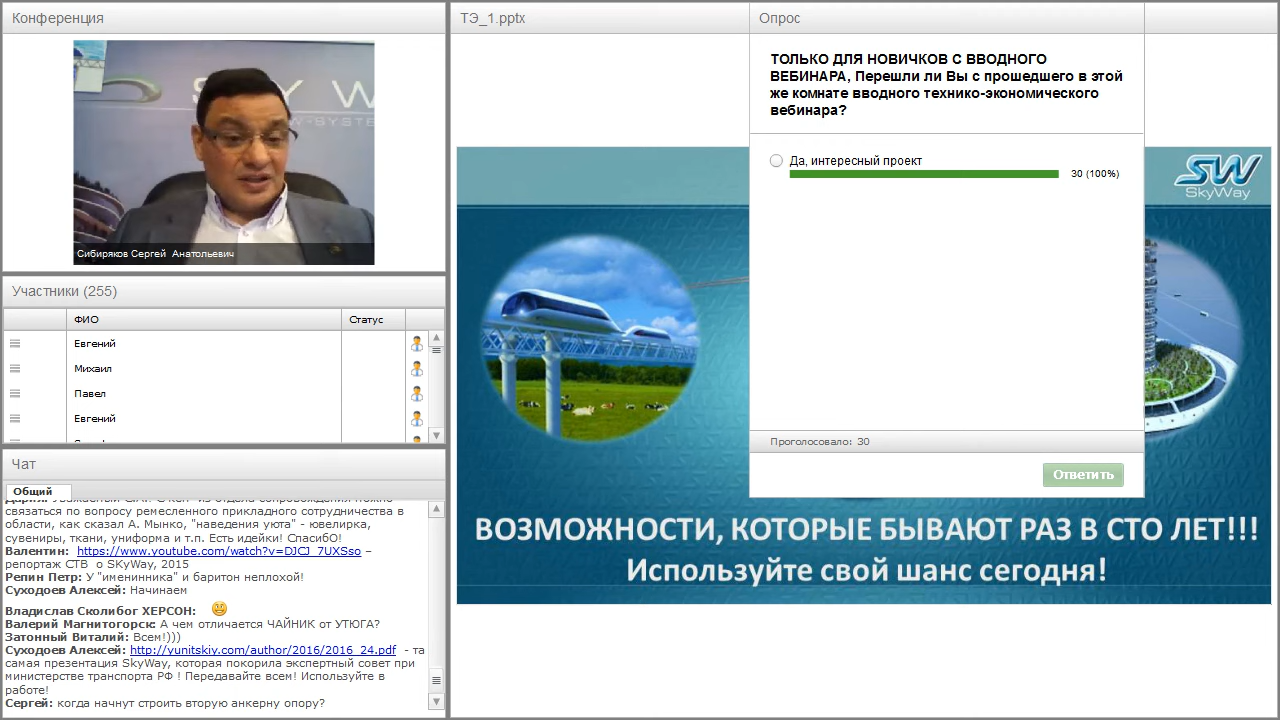 Конференция
SKY W
W-SYSTE
Сибиряков Сергей Анатольевич
Участники (255)
ФИО
Статус
Евгений
Михаил
Павел
Евгений
Чат
Общий
связаться по вопросу ремесленного прикладного сотрудничества в
области, как сказал А. Мынко, "наведения уюта" - ювелирка,
сувениры, ткани, униформа и т.п. Есть идейки! СпасибО!
Валентин: https://www.youtube.com/watch?v=DJCJ_7UXSso –
репортаж СТВ о SKyWay, 2015
Репин Петр: У "именинника" и баритон неплохой!
Суходоев Алексей: Начинаем
Владислав Сколибог ХЕРСОН:
Валерий Магнитогорск: А чем отличается ЧАЙНИК от УТЮГА?
Затонный Виталий: Всем!)))
Суходоев Алексей: http://yunitskiy.com/author/2016/2016_24.pdf - та
самая презентация SkyWay, которая покорила экспертный совет при
министерстве транспорта РФ ! Передавайте всем! Используйте в
работе!
Сергей: когда начнут строить вторую анкерну опору?
ТЭ_1.pptx
Опрос
ТОЛЬКО ДЛЯ НОВИЧКОВ С ВВОДНОГО
ВЕБИНАРА, Перешли ли Вы с прошедшего в этой
же комнате вводного технико-экономического
вебинара?
Да, интересный проект
30 (100%)
Проголосовало: 30
Ответить
SW
SkyWay
ВОЗМОЖНОСТИ, КОТОРЫЕ БЫВАЮТ РАЗ В СТО ЛЕТ!!!
Используйте свой шанс сегодня!